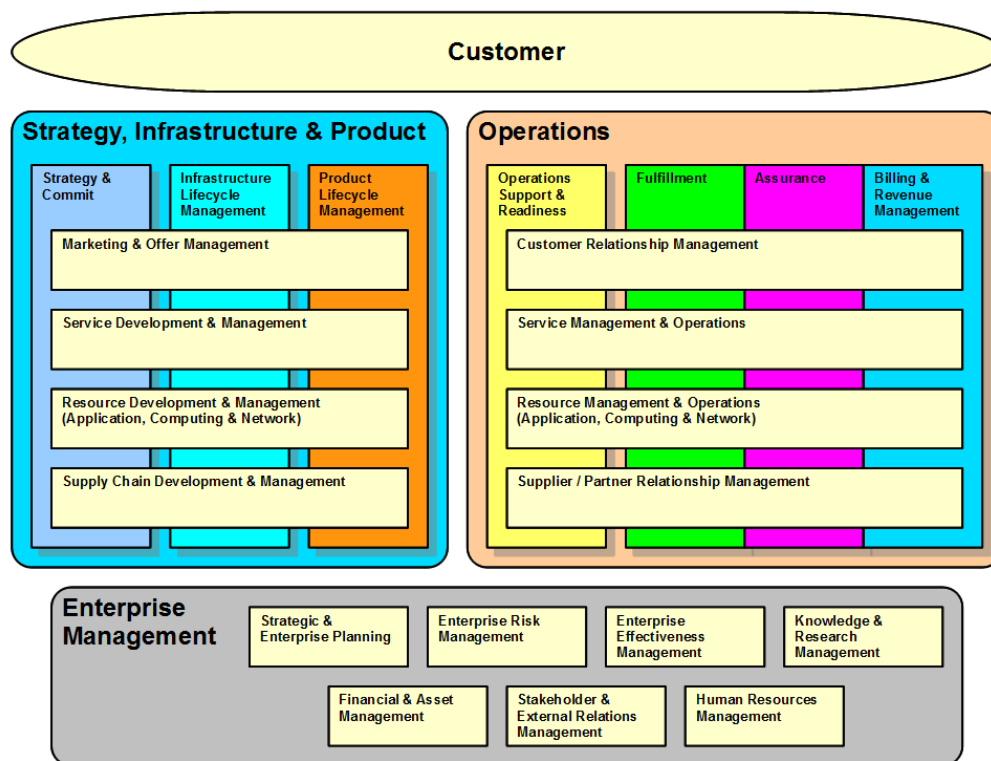 Customer
Strategy, Infrastructure & Product
Strategy &
Commit
Infrastructure
Lifecycle
Management
Product
Lifecycle
Management
Marketing & Offer Management
Service Development & Management
Resource Development & Management
(Application, Computing & Network)
Supply Chain Development & Management
Operations
Operations
Support &
Readiness
Fulfillment
Assurance
Billing &
Revenue
Management
Customer Relationship Management
Service Management & Operations
Resource Management & Operations
(Application, Computing & Network)
Supplier / Partner Relationship Management
Enterprise
Management
Strategic &
Enterprise Planning
Enterprise Risk
Management
Enterprise
Effectiveness
Management
Knowledge &
Research
Management
Financial & Asset
Management
Stakeholder &
External Relations
Management
Human Resources
Management